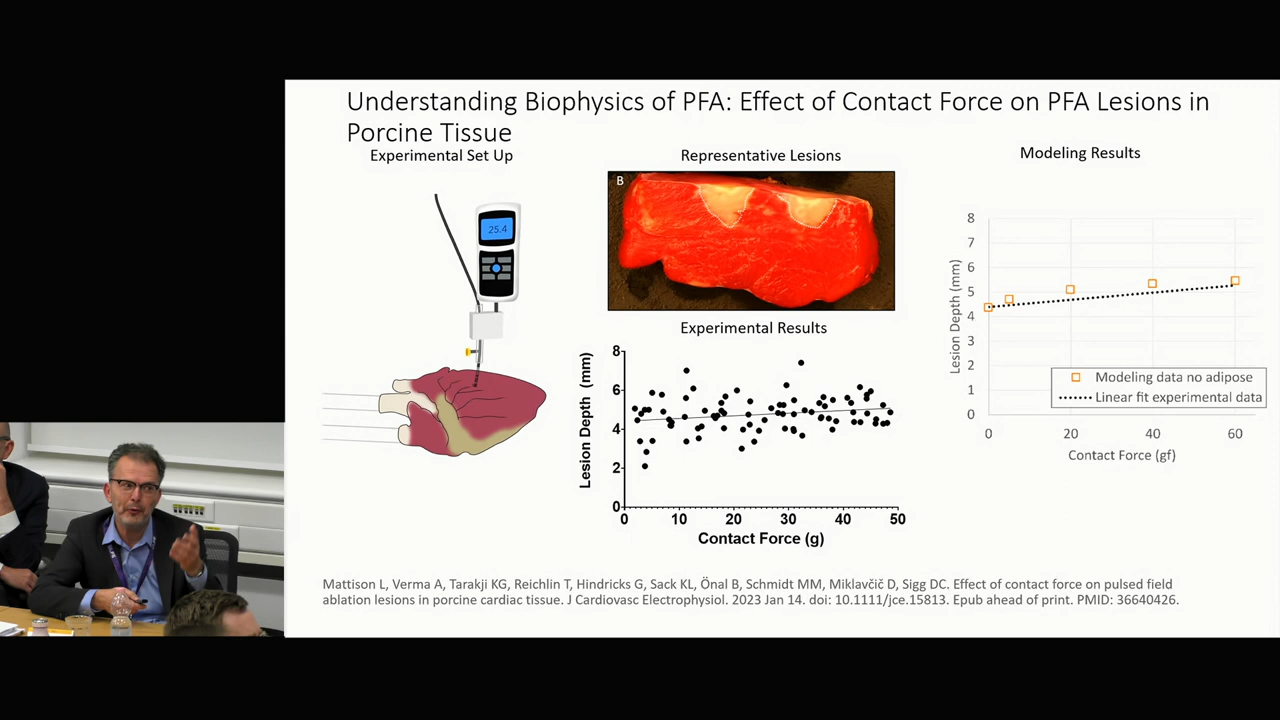 Understanding Biophysics of PFA: Effect of Contact Force on PFA Lesions in
Porcine Tissue
Experimental Set Up
Representative Lesions
Modeling Results
25.4
B
Experimental Results
Lesion Depth (mm)
8
6
4
2
0
0 10 20 30 40 50
Contact Force (g)
Lesion Depth (mm)
8
7
6
5
4
3
2
1
0
Modeling data no adipose
Linear fit experimental data
0 20 40 60
Contact Force (gf)
Mattison L, Verma A, Tarakji KG, Reichlin T, Hindricks G, Sack KL, Önal B, Schmidt MM, Miklavčič D, Sigg DC. Effect of contact force on pulsed field
ablation lesions in porcine cardiac tissue. J Cardiovasc Electrophysiol. 2023 Jan 14. doi: 10.1111/jce.15813. Epub ahead of print. PMID: 36640426.